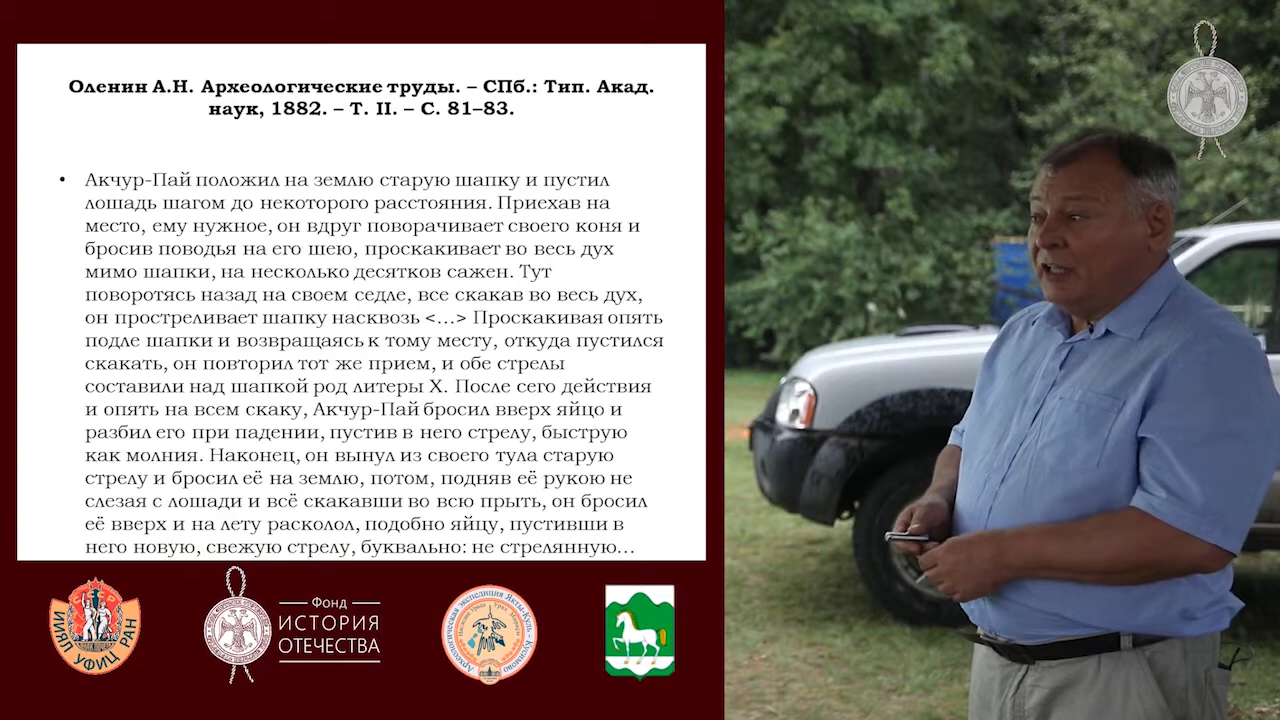 Оленин А.Н. Археологические труды. – СПб.: Тип. Акад.
наук, 1882. – Т. II. – С. 81–83.
• Акчур-Пай положил на землю старую шапку и пустил
лошадь шагом до некоторого расстояния. Приехав на
место, ему нужное, он вдруг поворачивает своего коня и
бросив поводья на его шею, проскакивает во весь дух
мимо шапки, на несколько десятков сажен. Тут
поворотясь назад на своем седле, все скакав во весь дух,
он простреливает шапку насквозь <…> Проскакивая опять
подле шапки и возвращаясь к тому месту, откуда пустился
скакать, он повторил тот же прием, и обе стрелы
составили над шапкой род литеры Х. После сего действия
и опять на всем скаку, Акчур-Пай бросил вверх яйцо и
разбил его при падении, пустив в него стрелу, быструю
как молния. Наконец, он вынул из своего тула старую
стрелу и бросил её на землю, потом, подняв её рукою не
слезая с лошади и всё скакавши во всю прыть, он бросил
её вверх и на лету расколол, подобно яйцу, пустивши в
него новую, свежую стрелу, буквально: не стрелянную…
ИИЯЛ УФИЦ РАН
Фонд
ИСТОРИЯ
ОТЕЧЕСТВА
Археологическая экспедиция Якты-Куль - Кусимово